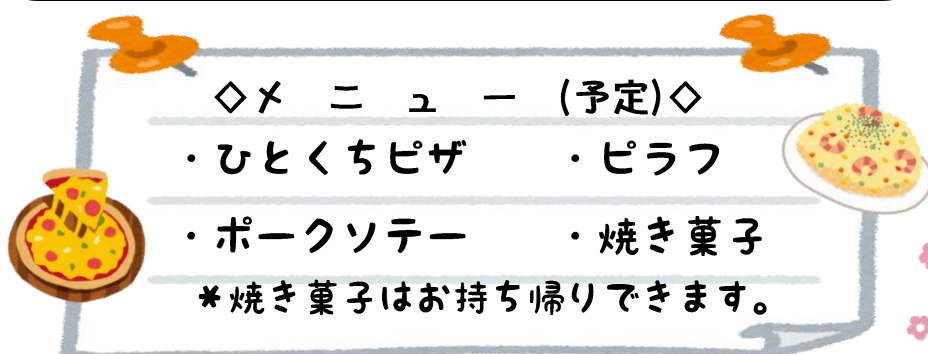 ◇メ ニ ュ ー (予定)◇
・ひとくちピザ ・ピラフ
・ポークソテー ・焼き菓子
*焼き菓子はお持ち帰りできます。